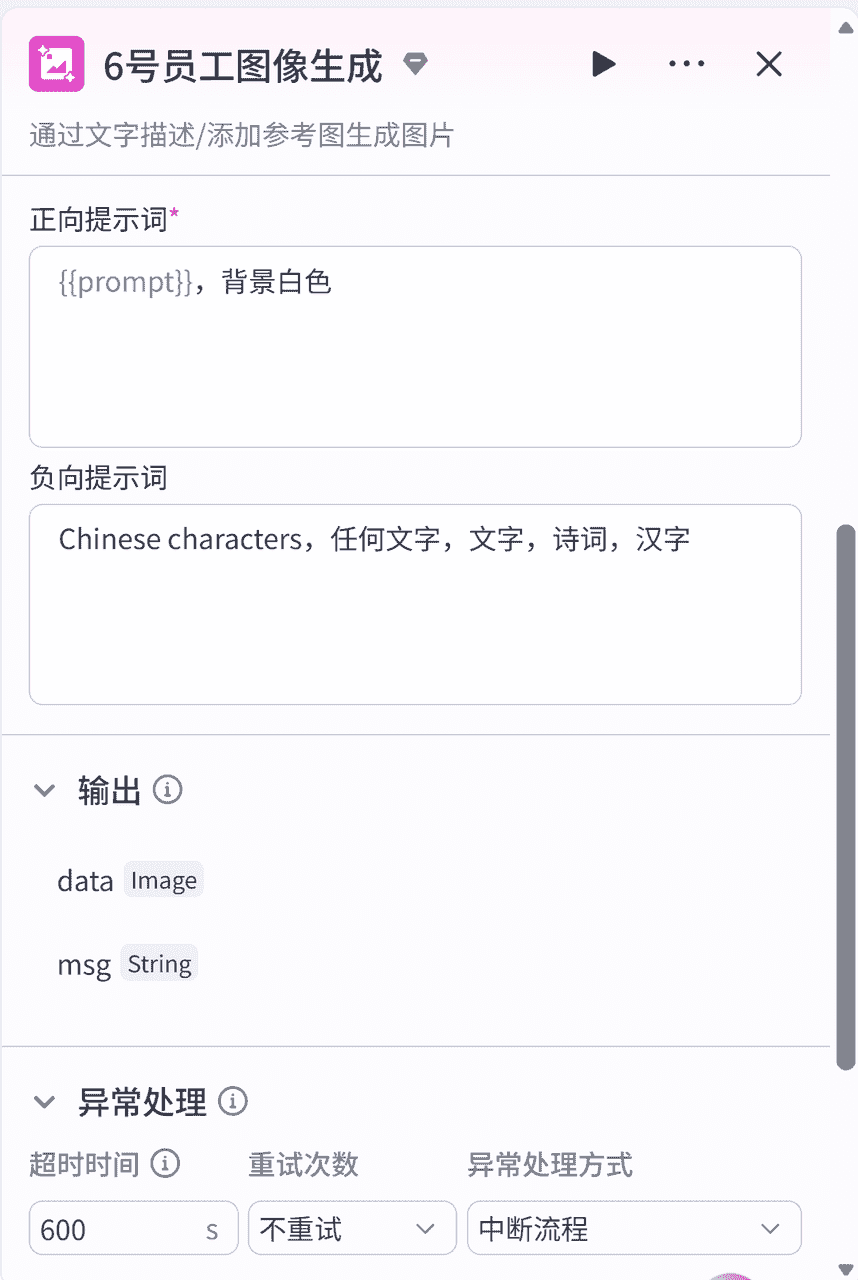 6号员工图像生成
通过文字描述/添加参考图生成图片
正向提示词*
{{prompt}}，背景白色
负向提示词
Chinese characters，任何文字，文字，诗词，汉字
输出
data Image
msg String
异常处理
超时时间 重试次数 异常处理方式
600 s 不重试 中断流程